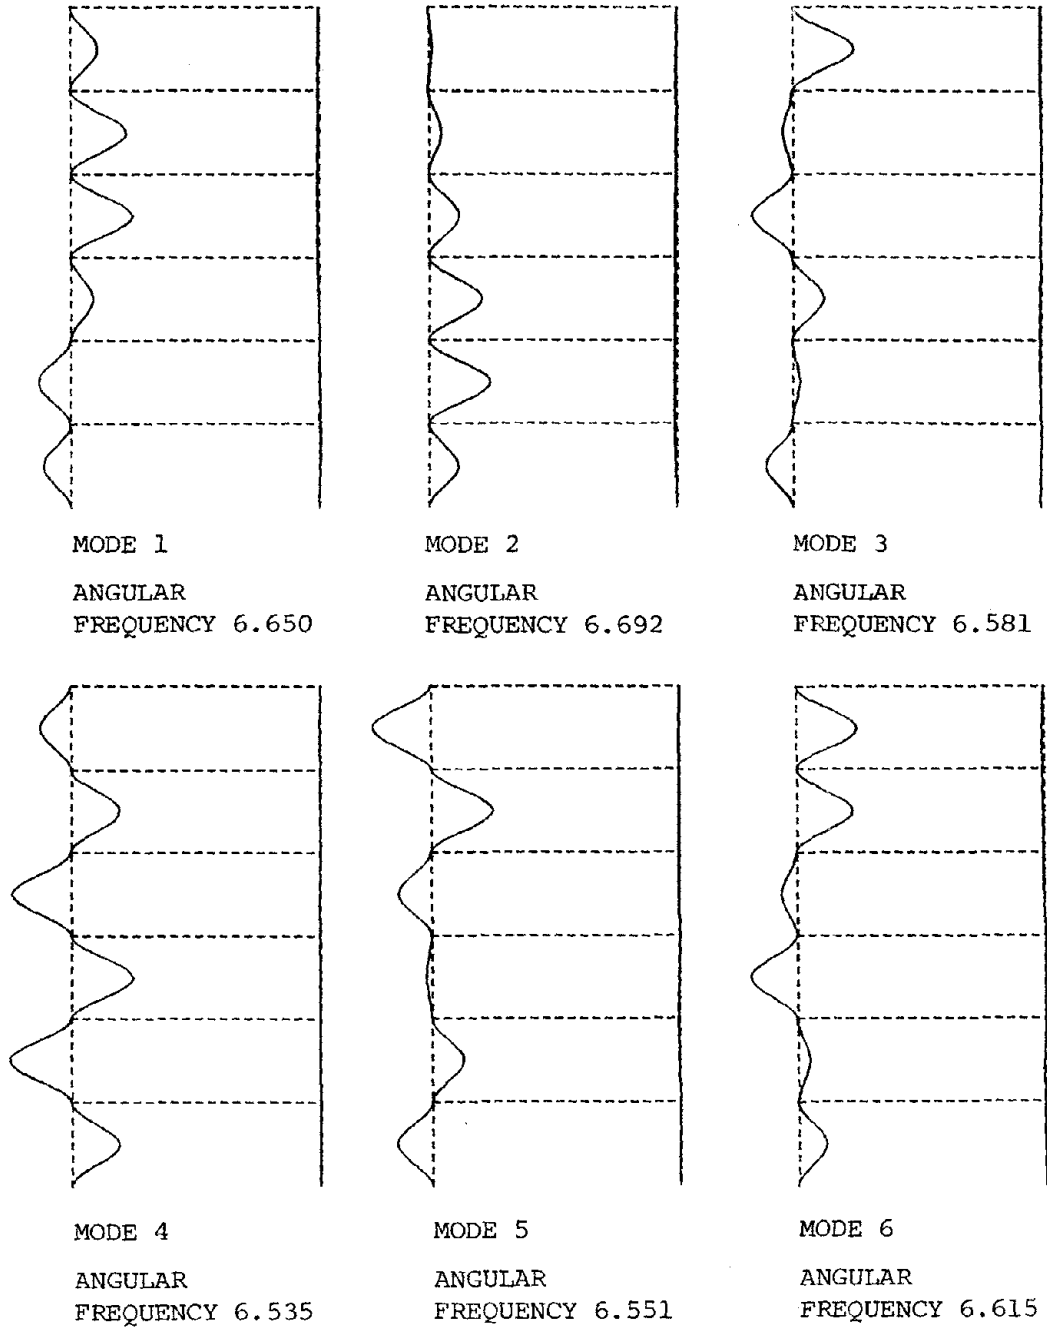 MODE 1
ANGULAR
FREQUENCY 6.650
MODE 2
ANGULAR
FREQUENCY 6.692
MODE 3
ANGULAR
FREQUENCY 6.581
MODE 4
ANGULAR
FREQUENCY 6.535
MODE 5
ANGULAR
FREQUENCY 6.551
MODE 6
ANGULAR
FREQUENCY 6.615